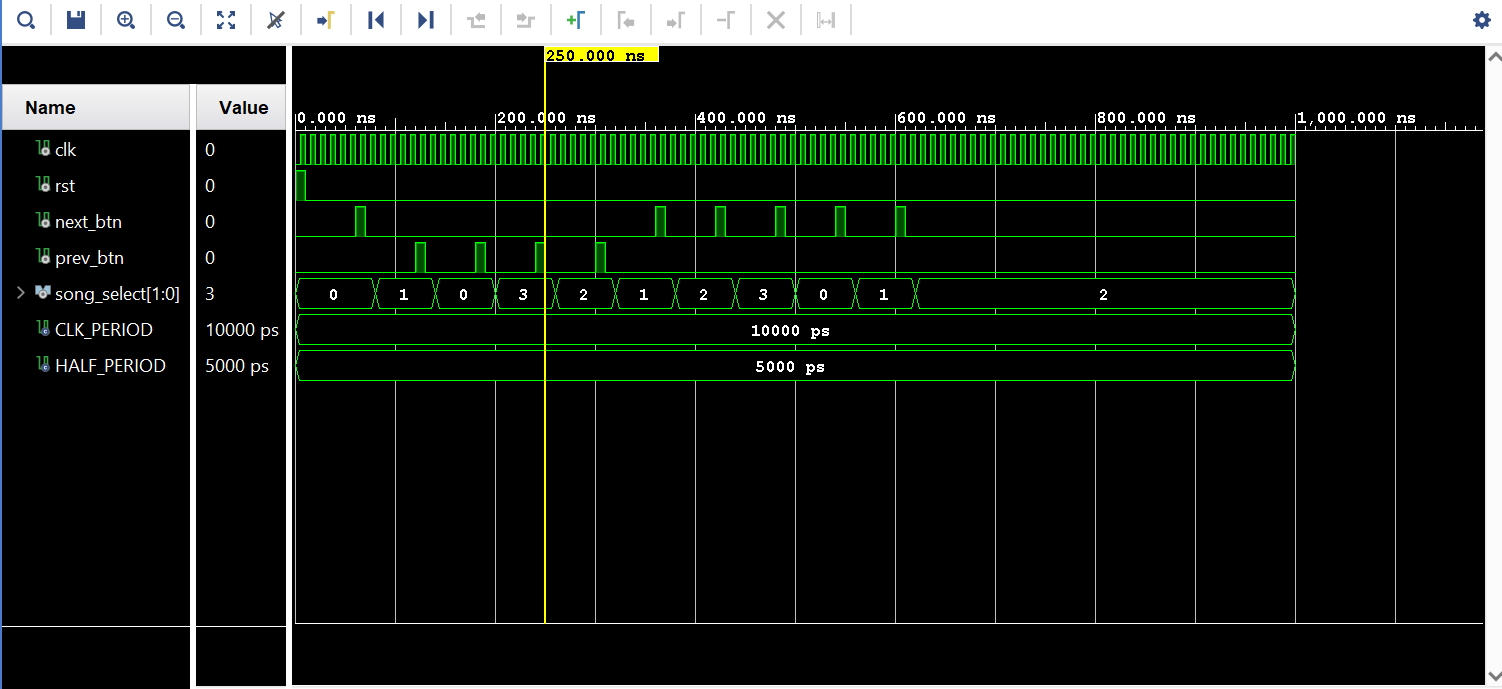 250.000 ns
Name Value
0.000 ns 200.000 ns 400.000 ns 600.000 ns 800.000 ns 1,000.000 ns
clk 0
rst 0
next_btn 0
prev_btn 0
song_select[1:0] 3 0 1 0 3 2 1 2 3 0 1 2
CLK_PERIOD 10000 ps 10000 ps
HALF_PERIOD 5000 ps 5000 ps